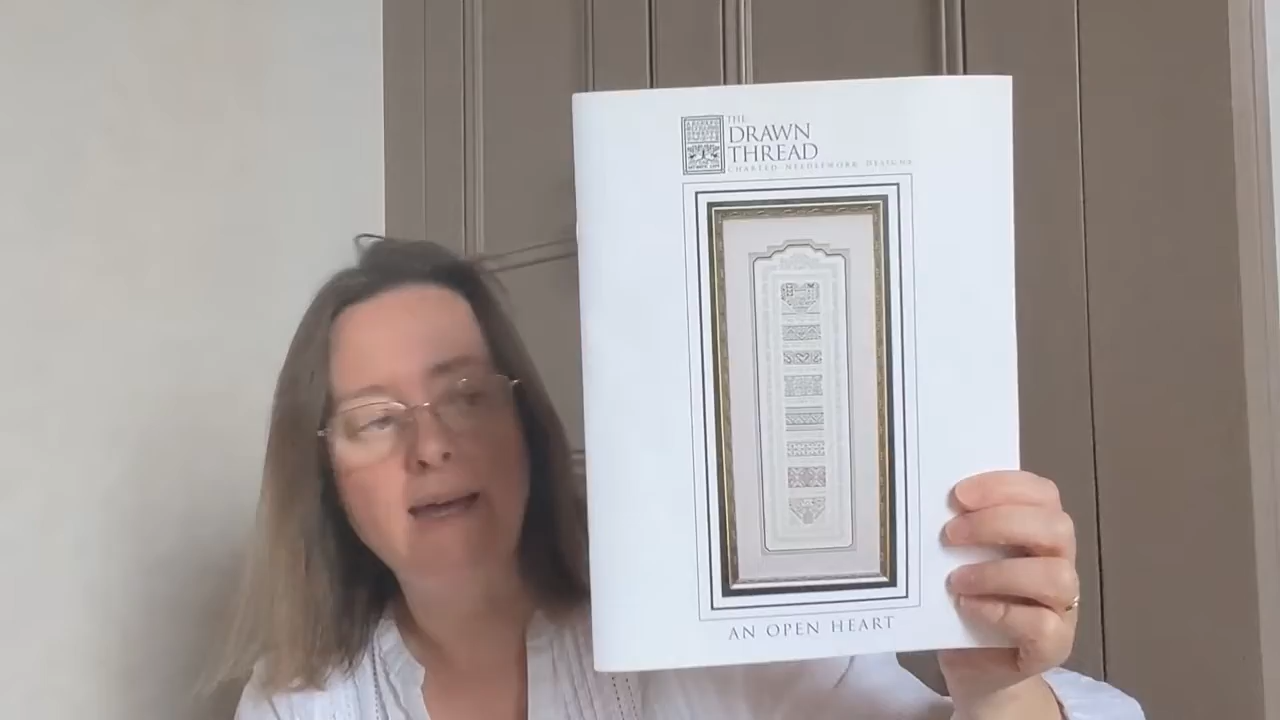 THE
DRAWN
THREAD
CHARTED NEEDLEWORK DESIGNS
AN OPEN HEART